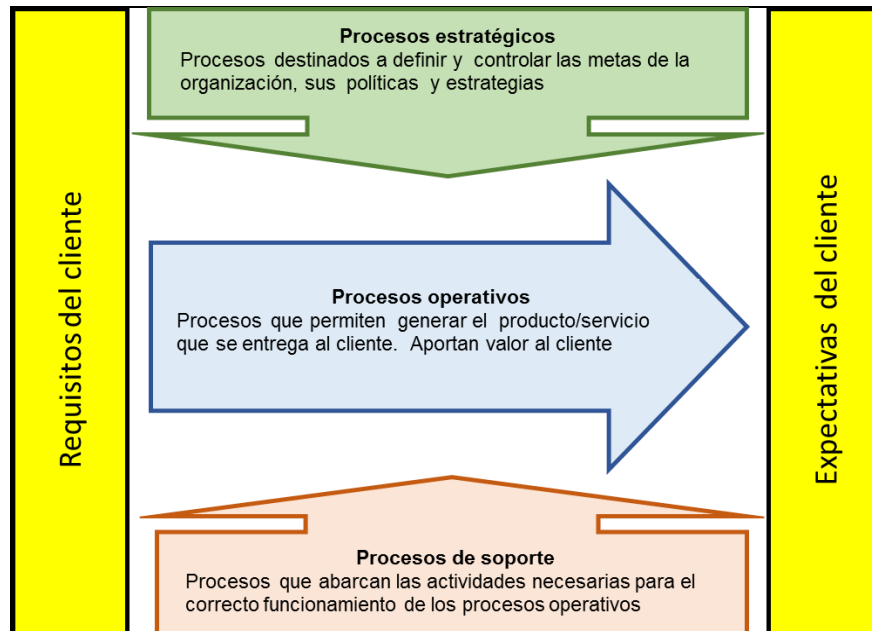 Requisitos del cliente
Procesos estratégicos
Procesos destinados a definir y controlar las metas de la
organización, sus políticas y estrategias
Procesos operativos
Procesos que permiten generar el producto/servicio
que se entrega al cliente. Aportan valor al cliente
Procesos de soporte
Procesos que abarcan las actividades necesarias para el
correcto funcionamiento de los procesos operativos
Expectativas del cliente